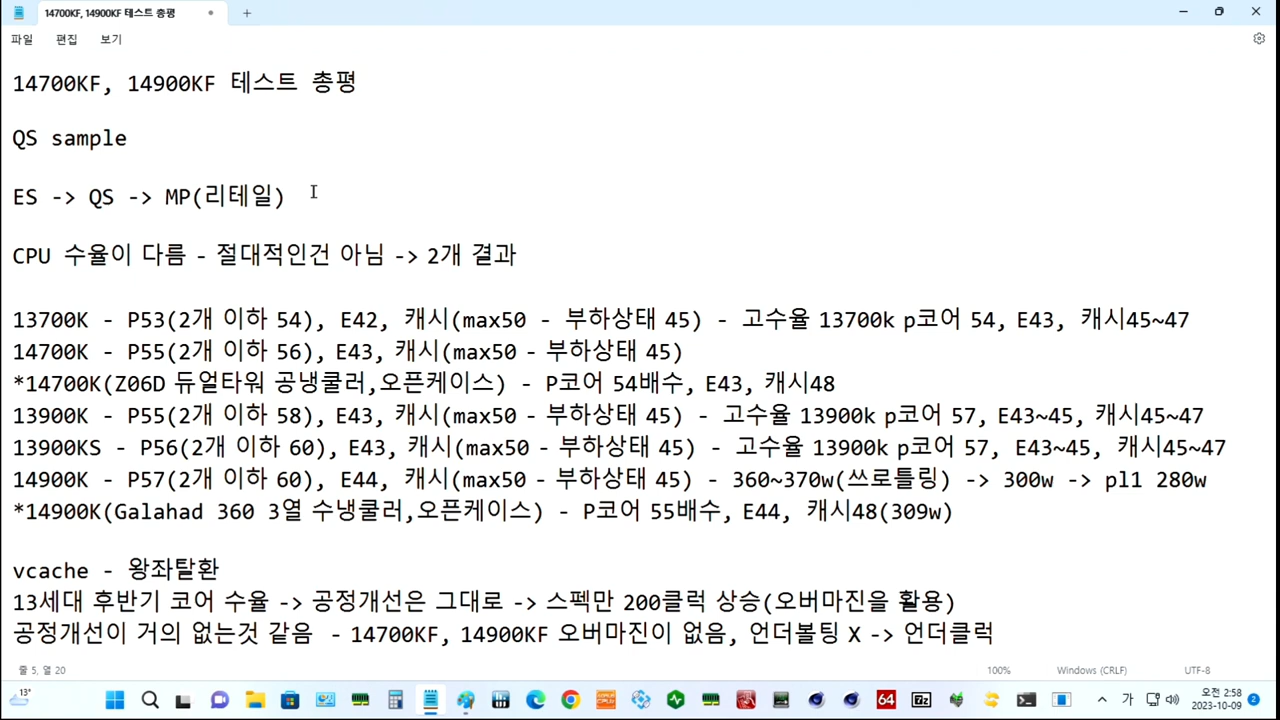 14700KF, 14900KF 테스트 총평
파일 편집 보기
14700KF, 14900KF 테스트 총평
QS sample
ES -> QS -> MP(리테일)
CPU 수율이 다름 - 절대적인건 아님 -> 2개 결과
13700K - P53(2개 이하 54), E42, 캐시(max50 - 부하상태 45) - 고수율 13700k p코어 54, E43, 캐시45~47
14700K - P55(2개 이하 56), E43, 캐시(max50 - 부하상태 45)
*14700K(Z06D 듀얼타워 공냉쿨러,오픈케이스) - P코어 54배수, E43, 캐시48
13900K - P55(2개 이하 58), E43, 캐시(max50 - 부하상태 45) - 고수율 13900k p코어 57, E43~45, 캐시45~47
13900KS - P56(2개 이하 60), E43, 캐시(max50 - 부하상태 45) - 고수율 13900k p코어 57, E43~45, 캐시45~47
14900K - P57(2개 이하 60), E44, 캐시(max50 - 부하상태 45) - 360~370w(쓰로틀링) -> 300w -> pl1 280w
*14900K(Galahad 360 3열 수냉쿨러,오픈케이스) - P코어 55배수, E44, 캐시48(309w)
vcache - 왕좌탈환
13세대 후반기 코어 수율 -> 공정개선은 그대로 -> 스펙만 200클럭 상승(오버마진을 활용)
공정개선이 거의 없는것 같음 - 14700KF, 14900KF 오버마진이 없음, 언더볼팅 X -> 언더클럭
줄 5, 열 20 100% Windows (CRLF) UTF-8
13° 64 7z 가 오전 2:58 2
2023-10-09